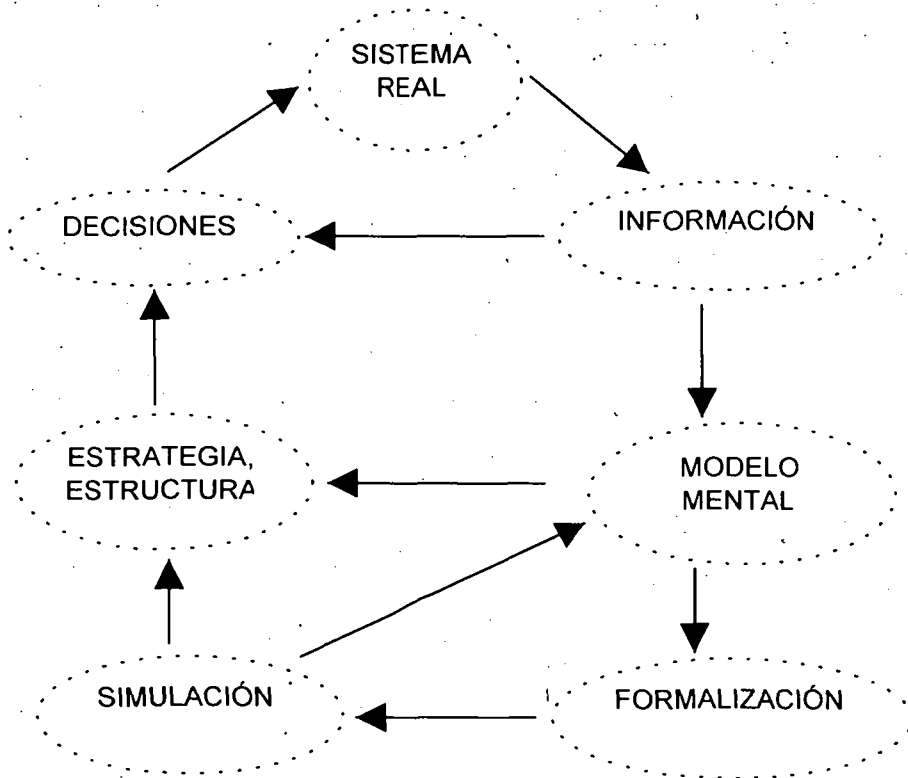 SISTEMA
REAL
DECISIONES
INFORMACIÓN
ESTRATEGIA,
ESTRUCTURA
MODELO
MENTAL
SIMULACIÓN
FORMALIZACIÓN